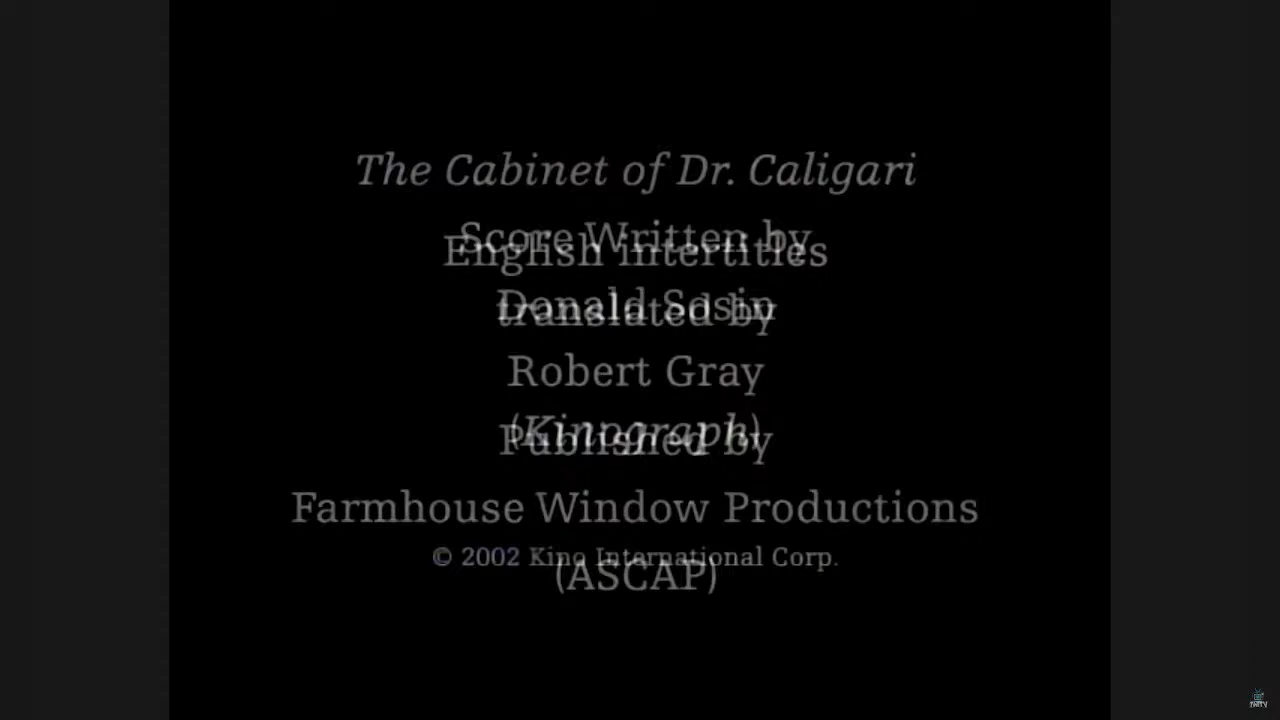 The Cabinet of Dr. Caligari
Score Written by
English intertitles
Donald Sosin
translated by
Robert Gray
(Kinograph)
Published by
Farmhouse Window Productions
© 2002 Kino International Corp.
(ASCAP)